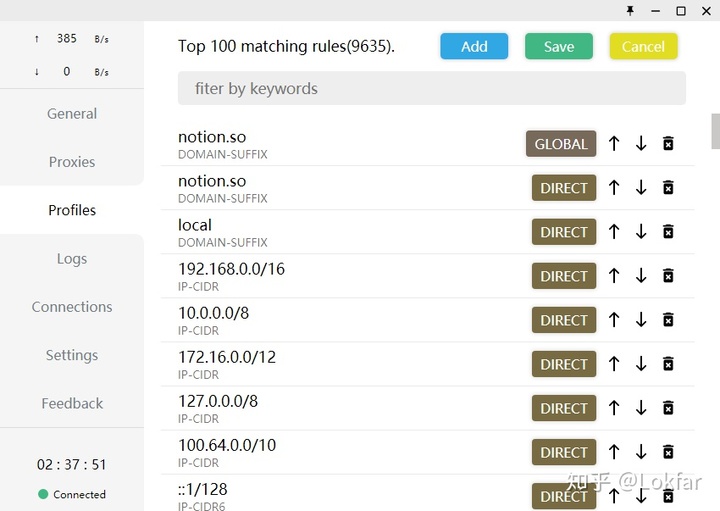 ↑ 385 B/s
↓ 0 B/s
General
Proxies
Profiles
Logs
Connections
Settings
Feedback
02 : 37 : 51
Connected
Top 100 matching rules(9635).
Add
Save
Cancel
fiter by keywords
notion.so
DOMAIN-SUFFIX
GLOBAL
notion.so
DOMAIN-SUFFIX
DIRECT
local
DOMAIN-SUFFIX
DIRECT
192.168.0.0/16
IP-CIDR
DIRECT
10.0.0.0/8
IP-CIDR
DIRECT
172.16.0.0/12
IP-CIDR
DIRECT
127.0.0.0/8
IP-CIDR
DIRECT
100.64.0.0/10
IP-CIDR
DIRECT
::1/128
IP-CIDR6
DIRECT
知乎 @Lokfar